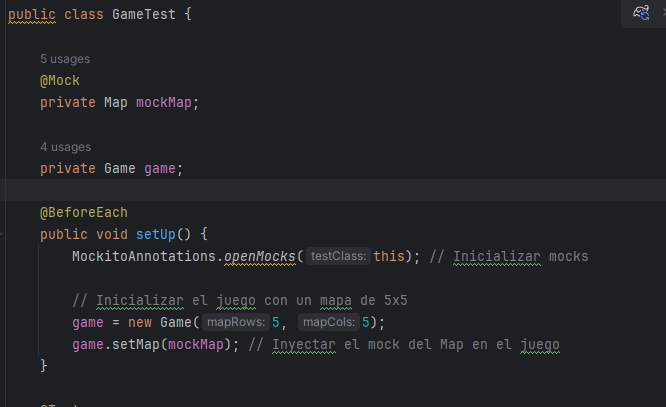 public class GameTest {
5 usages
@Mock
private Map mockMap;
4 usages
private Game game;
@BeforeEach
public void setUp() {
MockitoAnnotations.openMocks( testClass: this); // Inicializar mocks
// Inicializar el juego con un mapa de 5x5
game = new Game( mapRows: 5, mapCols: 5);
game.setMap(mockMap); // Inyectar el mock del Map en el juego
}